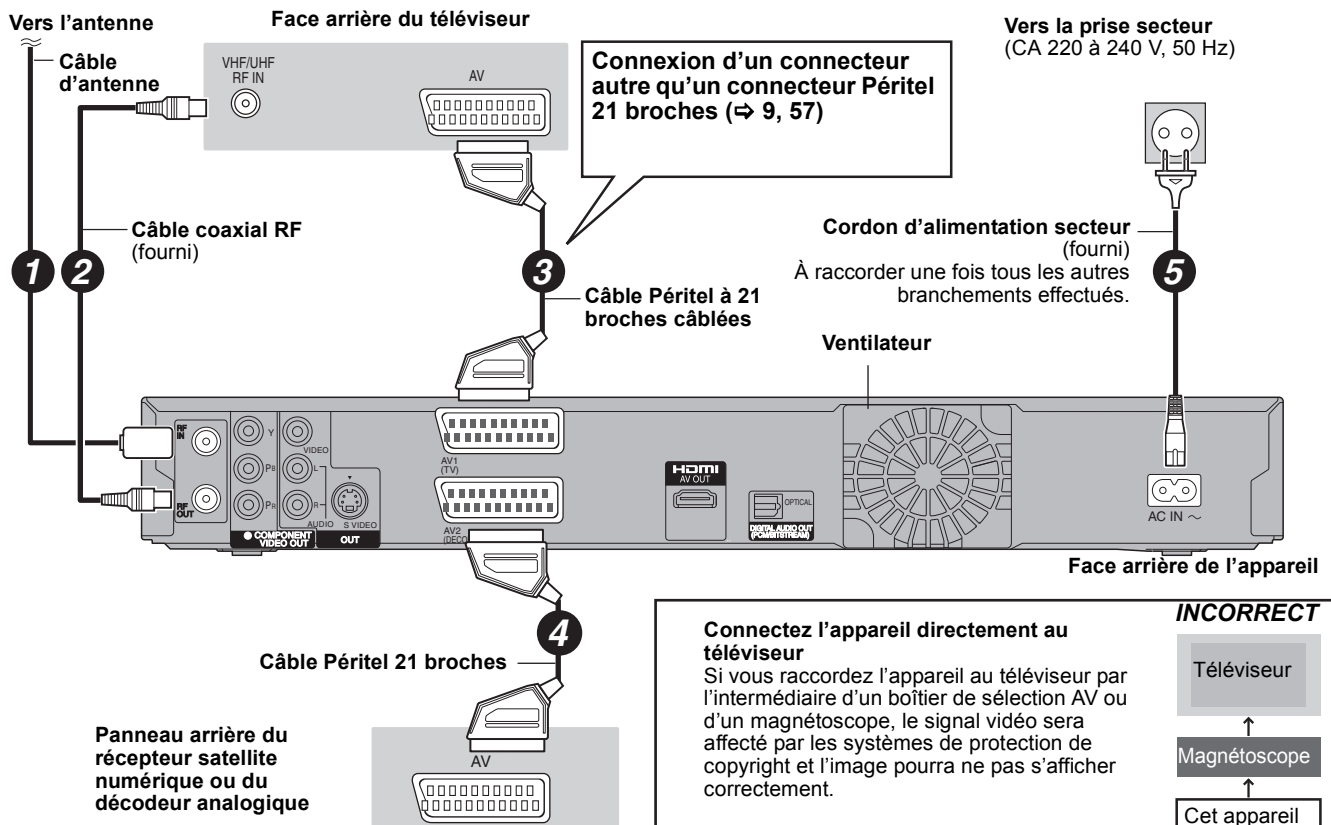 Vers l’antenne
Câble
d’antenne
Face arrière du téléviseur
VHF/UHF
RF IN
AV
Connexion d’un connecteur
autre qu’un connecteur Péritel
21 broches (⇨ 9, 57)
Vers la prise secteur
(CA 220 à 240 V, 50 Hz)
Câble coaxial RF
(fourni)
1
2
3
Câble Péritel à 21
broches câblées
Cordon d’alimentation secteur
(fourni)
À raccorder une fois tous les autres
branchements effectués.
5
Ventilateur
RF
IN
RF
OUT
Y
PB
PR
COMPONENT
VIDEO OUT
VIDEO
L
R
AUDIO
S VIDEO
OUT
AV1
(TV)
AV2
(DECO
HDMI
AV OUT
OPTICAL
DIGITAL AUDIO OUT
(PCM/BITSTREAM)
AC IN ~
Face arrière de l’appareil
4
Câble Péritel 21 broches
Panneau arrière du
récepteur satellite
numérique ou du
décodeur analogique
AV
Connectez l’appareil directement au
téléviseur
Si vous raccordez l’appareil au téléviseur par
l’intermédiaire d’un boîtier de sélection AV ou
d’un magnétoscope, le signal vidéo sera
affecté par les systèmes de protection de
copyright et l’image pourra ne pas s’afficher
correctement.
INCORRECT
Téléviseur
Magnétoscope
Cet appareil